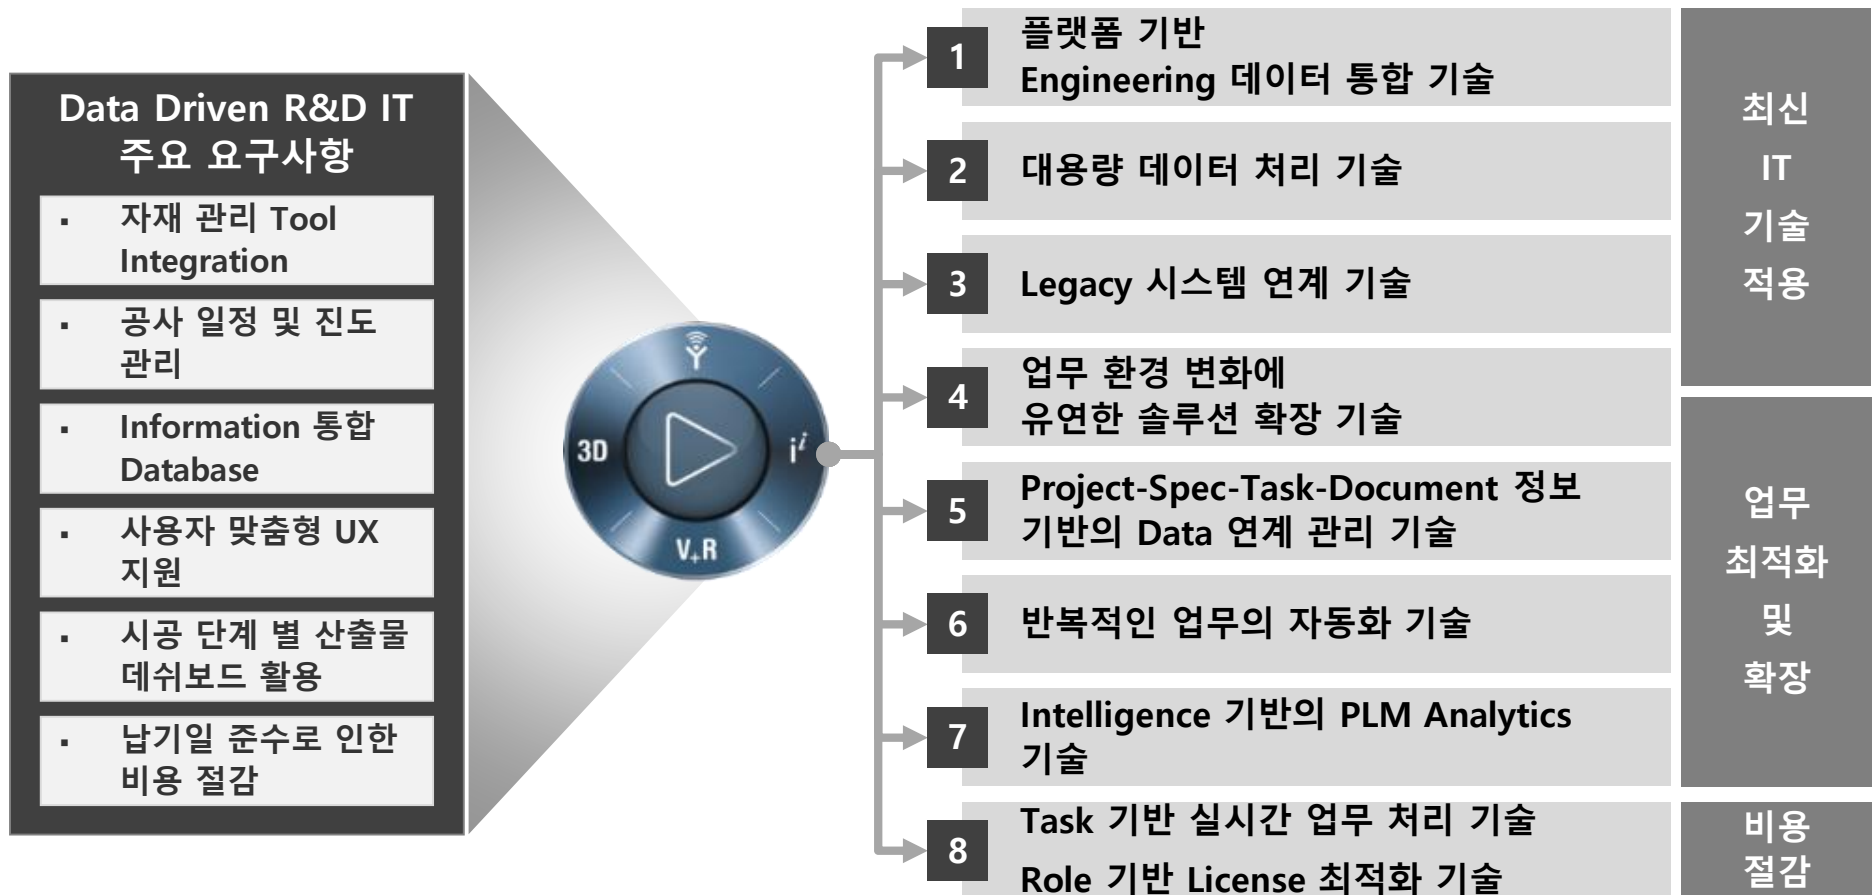 Data Driven R&D IT
주요 요구사항
▪ 자재 관리 Tool
Integration
▪ 공사 일정 및 진도
관리
▪ Information 통합
Database
▪ 사용자 맞춤형 UX
지원
▪ 시공 단계 별 산출물
데쉬보드 활용
▪ 납기일 준수로 인한
비용 절감
3D
i i
V+R
1
플랫폼 기반
Engineering 데이터 통합 기술
2
대용량 데이터 처리 기술
3
Legacy 시스템 연계 기술
4
업무 환경 변화에
유연한 솔루션 확장 기술
5
Project-Spec-Task-Document 정보
기반의 Data 연계 관리 기술
6
반복적인 업무의 자동화 기술
7
Intelligence 기반의 PLM Analytics
기술
8
Task 기반 실시간 업무 처리 기술
Role 기반 License 최적화 기술
최신
IT
기술
적용
업무
최적화
및
확장
비용
절감